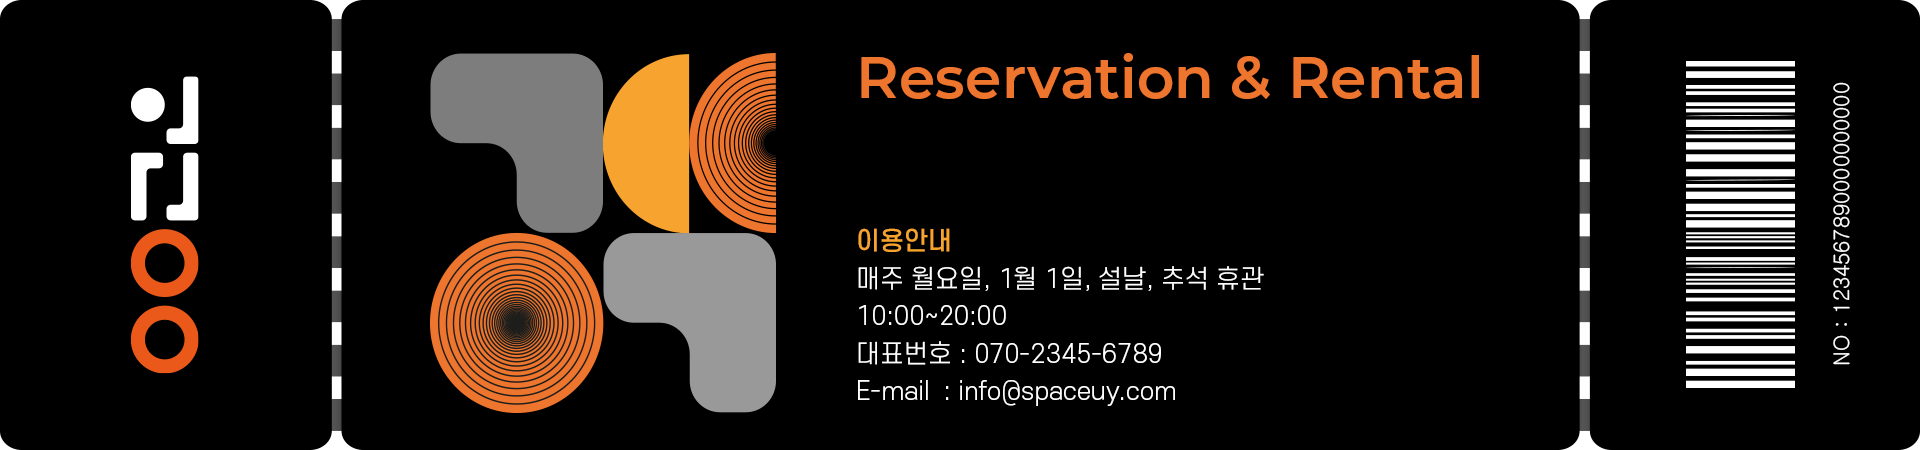 Reservation & Rental
이용안내
매주 월요일, 1월 1일, 설날, 추석 휴관
10:00~20:00
대표번호 : 070-2345-6789
E-mail : info@spaceuy.com
NO : 1234567890000000000